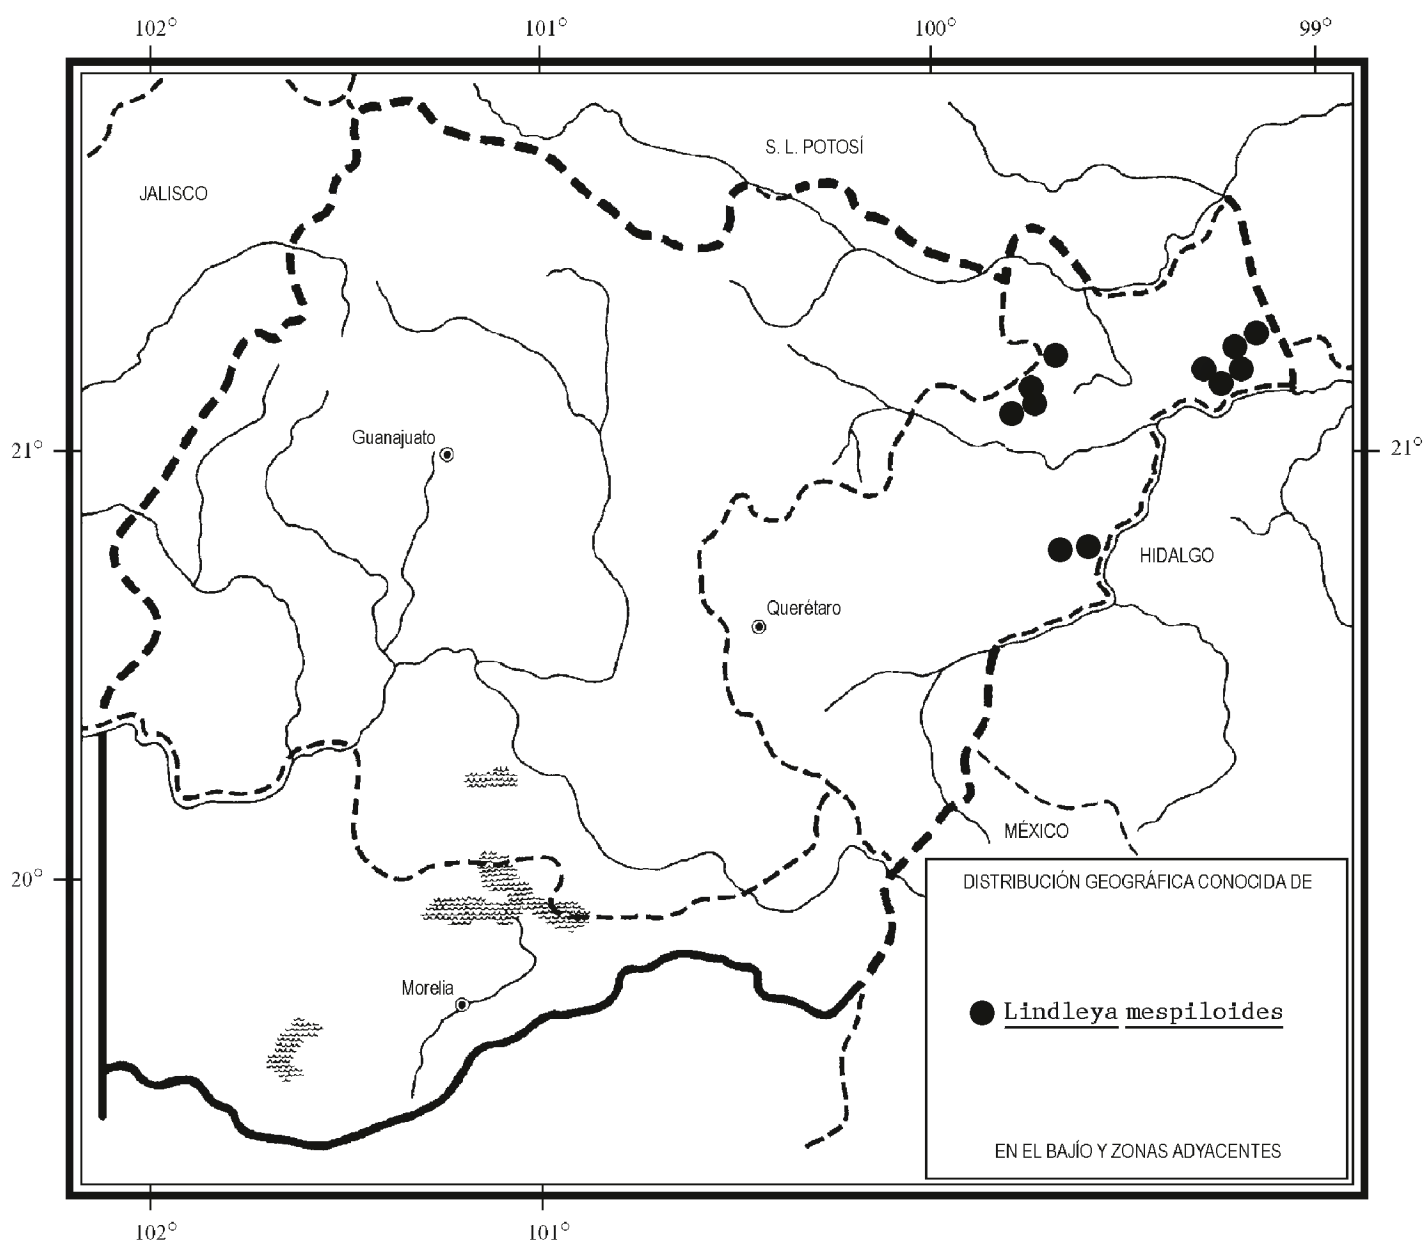 102° 101° 100° 99°
S. L. POTOSÍ
JALISCO
Guanajuato
21° 21°
HIDALGO
Querétaro
MÉXICO
20°
DISTRIBUCIÓN GEOGRÁFICA CONOCIDA DE
Morelia
Lindleya mespiloides
EN EL BAJÍO Y ZONAS ADYACENTES
102° 101°